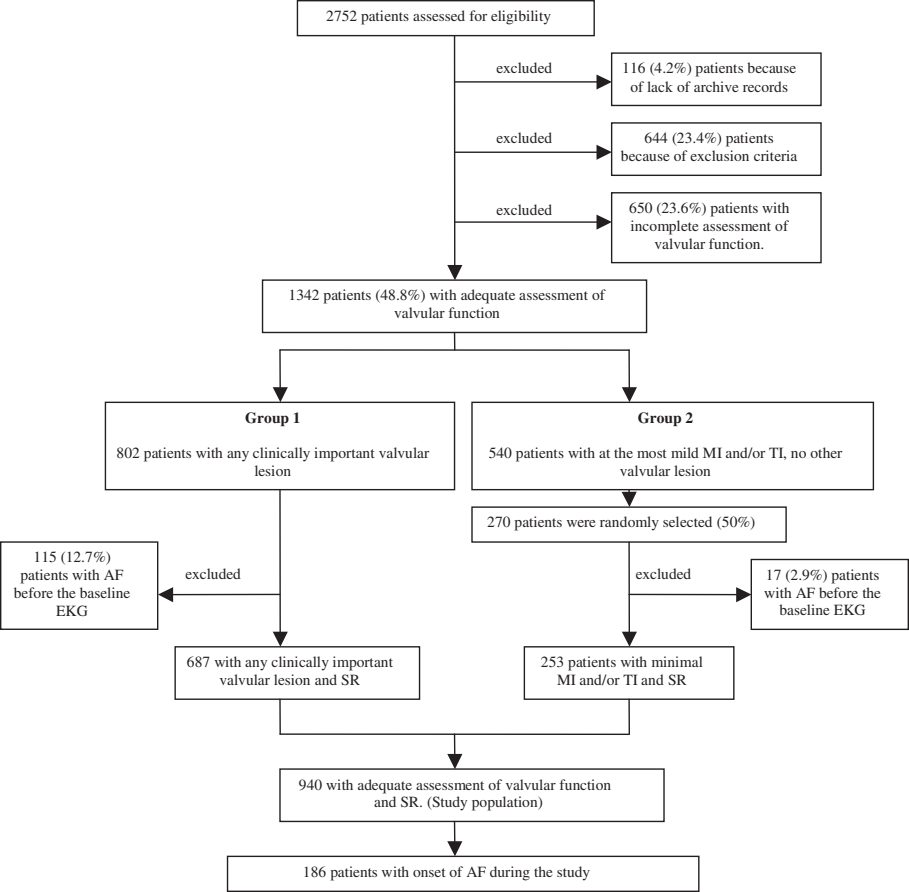 2752 patients assessed for eligibility
excluded
116 (4.2%) patients because
of lack of archive records
excluded
644 (23.4%) patients
because of exclusion criteria
excluded
650 (23.6%) patients with
incomplete assessment of
valvular function.
1342 patients (48.8%) with adequate assessment of
valvular function
Group 1
802 patients with any clinically important valvular
lesion
Group 2
540 patients with at the most mild MI and/or TI, no other
valvular lesion
270 patients were randomly selected (50%)
115 (12.7%)
patients with AF
before the baseline
EKG
excluded
excluded
17 (2.9%) patients
with AF before the
baseline EKG
687 with any clinically important
valvular lesion and SR
253 patients with minimal
MI and/or TI and SR
940 with adequate assessment of valvular function
and SR. (Study population)
186 patients with onset of AF during the study